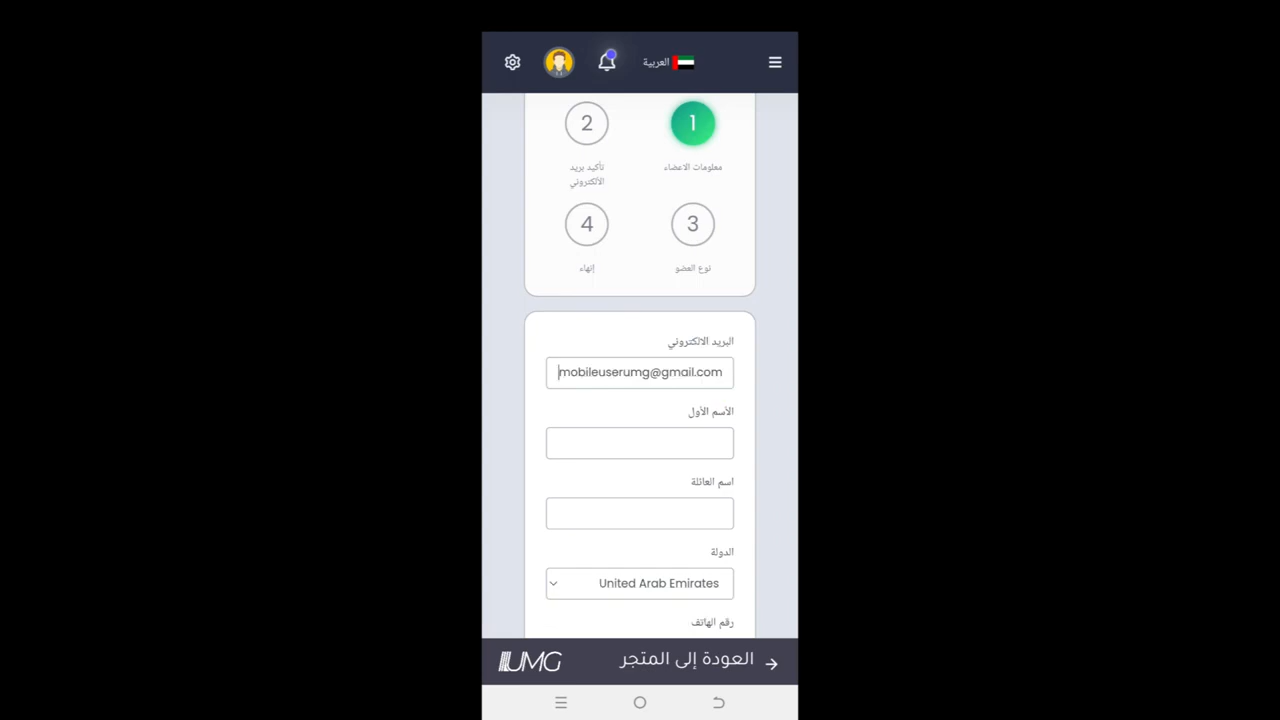 العربية
1
2
معلومات الاعضاء
تأكيد بريد
الألكتروني
3
4
نوع العضو
إنهاء
البريد الالكتروني
mobileuserumg@gmail.com
الأسم الأول
اسم العائلة
الدولة
United Arab Emirates
رقم الهاتف
العودة إلى المتجر
UMG